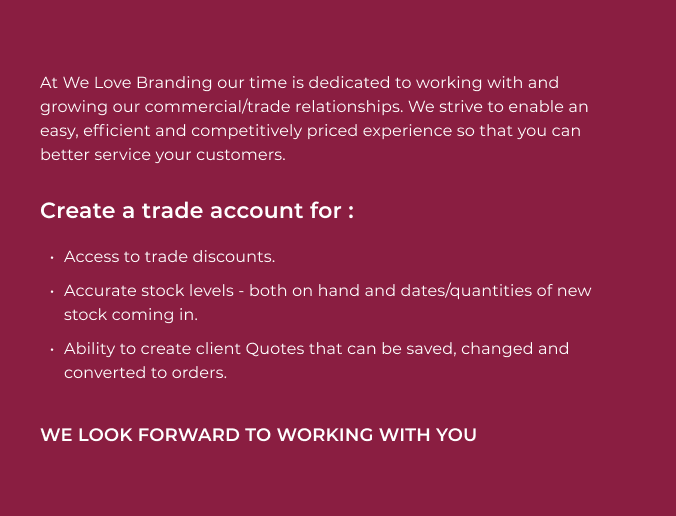 At We Love Branding our time is dedicated to working with and
growing our commercial/trade relationships. We strive to enable an
easy, efficient and competitively priced experience so that you can
better service your customers.
Create a trade account for :
• Access to trade discounts.
• Accurate stock levels - both on hand and dates/quantities of new
stock coming in.
• Ability to create client Quotes that can be saved, changed and
converted to orders.
WE LOOK FORWARD TO WORKING WITH YOU